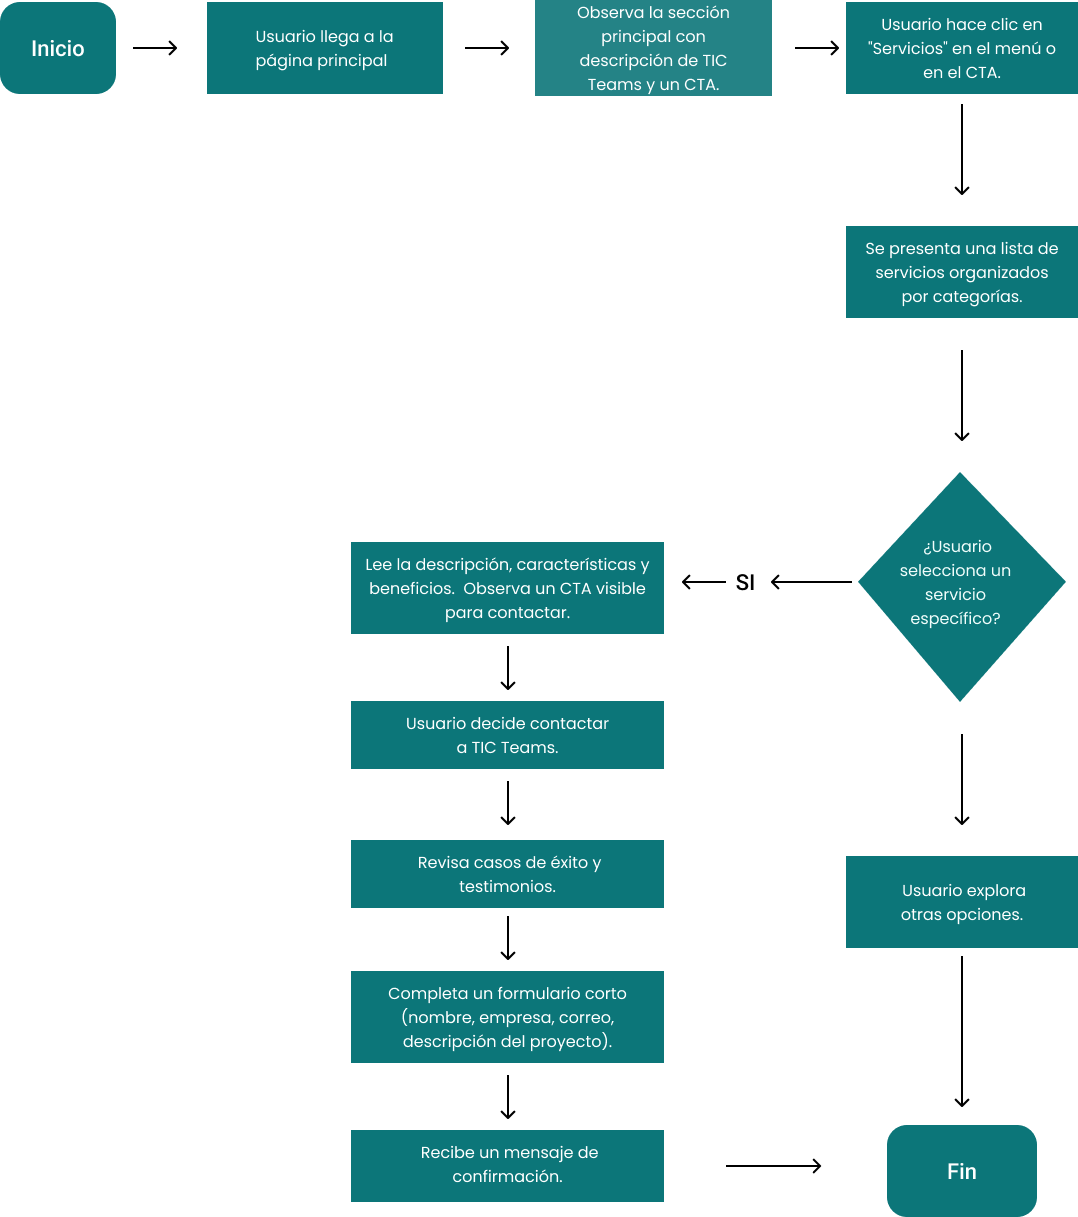 Inicio
Usuario llega a la
página principal
Observa la sección
principal con
descripción de TIC
Teams y un CTA.
Usuario hace clic en
"Servicios" en el menú o
en el CTA.
Se presenta una lista de
servicios organizados
por categorías.
¿Usuario
selecciona un
servicio
específico?
SI
Lee la descripción, características y
beneficios.  Observa un CTA visible
para contactar.
Usuario decide contactar
a TIC Teams.
Revisa casos de éxito y
testimonios.
Completa un formulario corto
(nombre, empresa, correo,
descripción del proyecto).
Recibe un mensaje de
confirmación.
Usuario explora
otras opciones.
Fin